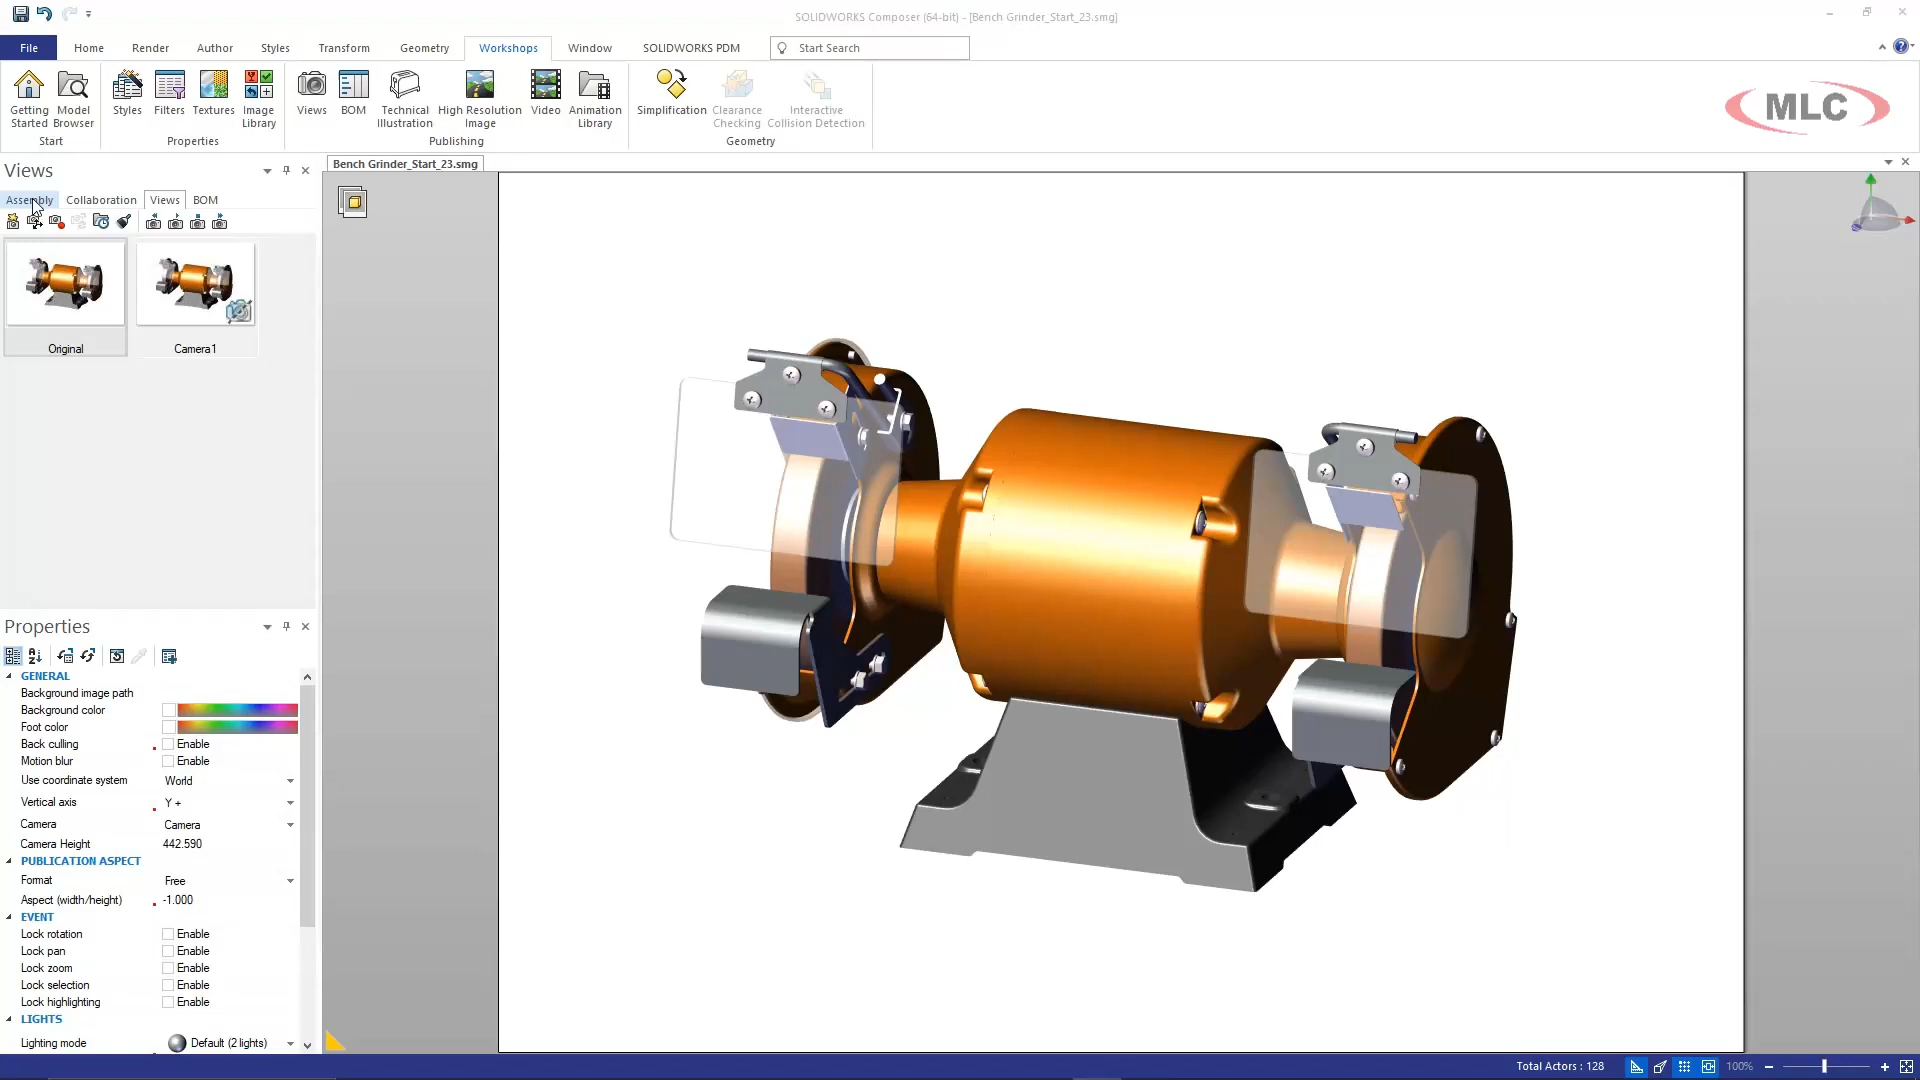 SOLIDWORKS Composer (64-bit) - [Bench Grinder_Start_23.smg]
File Home Render Author Styles Transform Geometry Workshops Window SOLIDWORKS PDM Start Search
Getting Started Model Browser Styles Filters Textures Image Library Views BOM Technical Illustration High Resolution Image Video Animation Library Simplification Clearance Checking Interactive Collision Detection
Start Properties Publishing Geometry
MLC
Views
Bench Grinder_Start_23.smg
Assembly Collaboration Views BOM
Original Camera1
Properties
GENERAL
Background image path
Background color
Foot color
Back culling Enable
Motion blur Enable
Use coordinate system World
Vertical axis Y +
Camera Camera
Camera Height 442.590
PUBLICATION ASPECT
Format Free
Aspect (width/height) -1.000
EVENT
Lock rotation Enable
Lock pan Enable
Lock zoom Enable
Lock selection Enable
Lock highlighting Enable
LIGHTS
Lighting mode Default (2 lights)
Total Actors : 128 100%